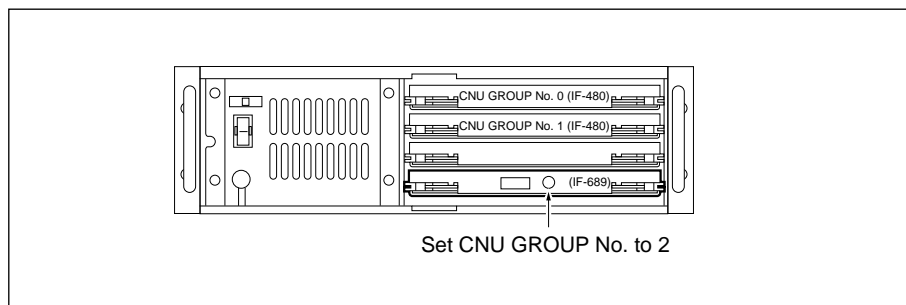 CNU GROUP No. 0 (IF-480)
CNU GROUP No. 1 (IF-480)
(IF-689)
Set CNU GROUP No. to 2